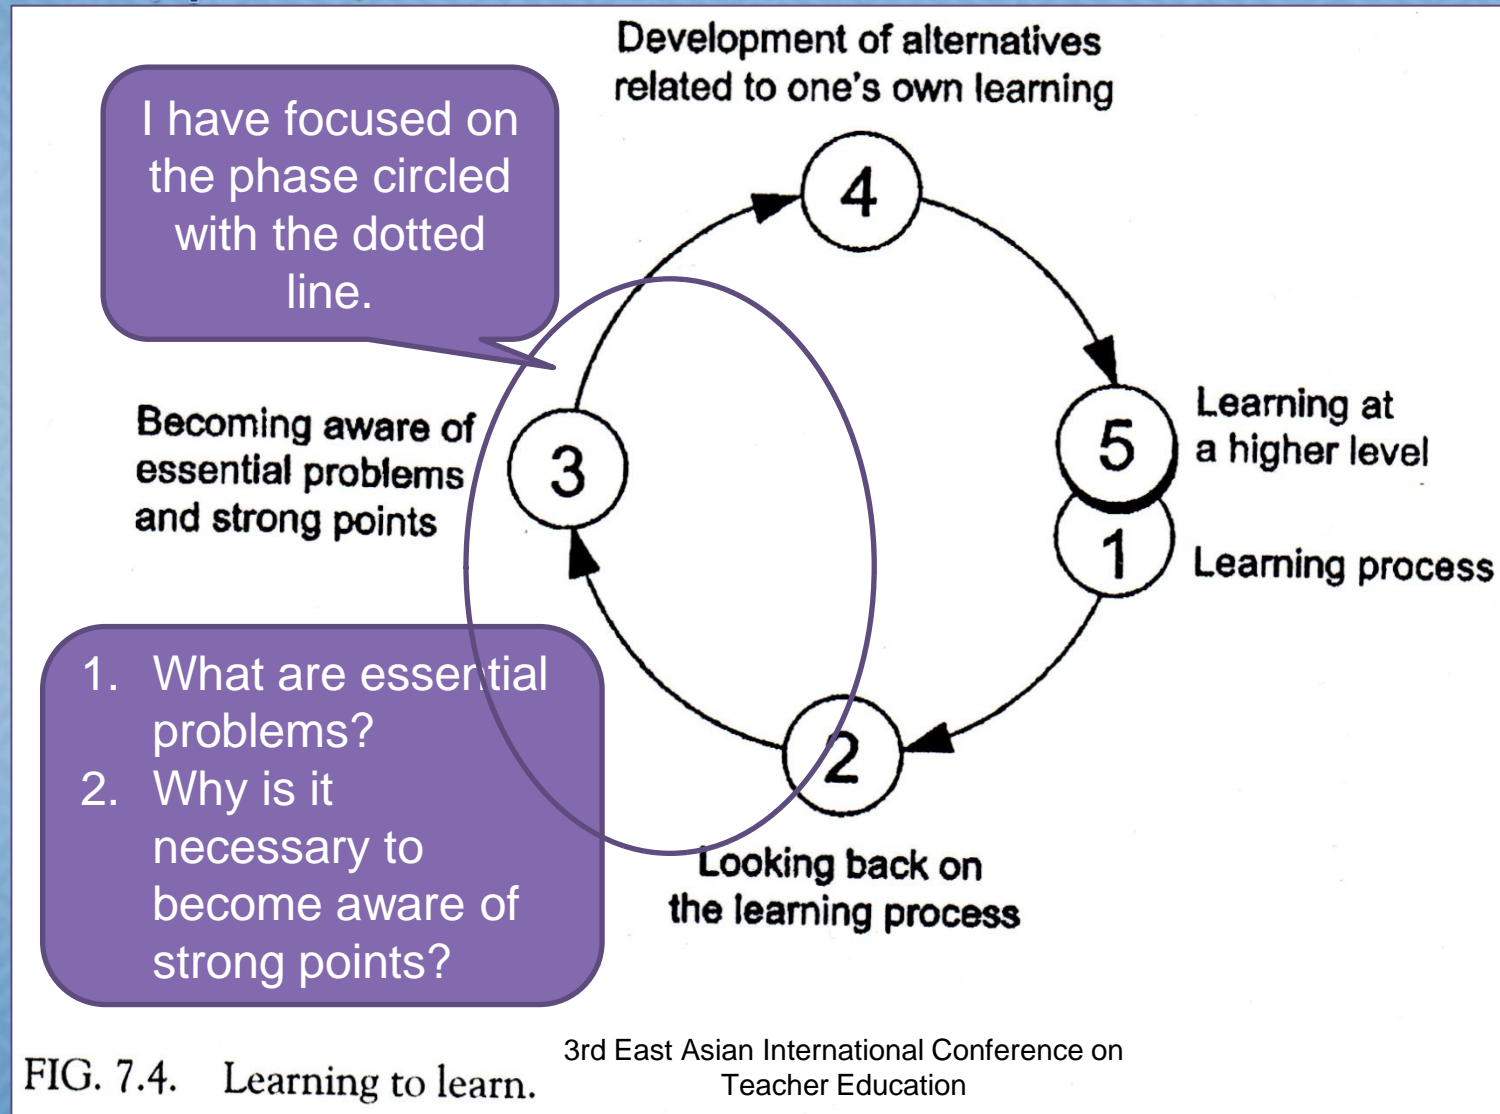 Development of alternatives
related to one's own learning
I have focused on
the phase circled
with the dotted
line.
4
Becoming aware of
essential problems
and strong points
3
5
Learning at
a higher level
1
Learning process
1. What are essential
problems?
2. Why is it
necessary to
become aware of
strong points?
2
Looking back on
the learning process
FIG. 7.4. Learning to learn.
3rd East Asian International Conference on
Teacher Education